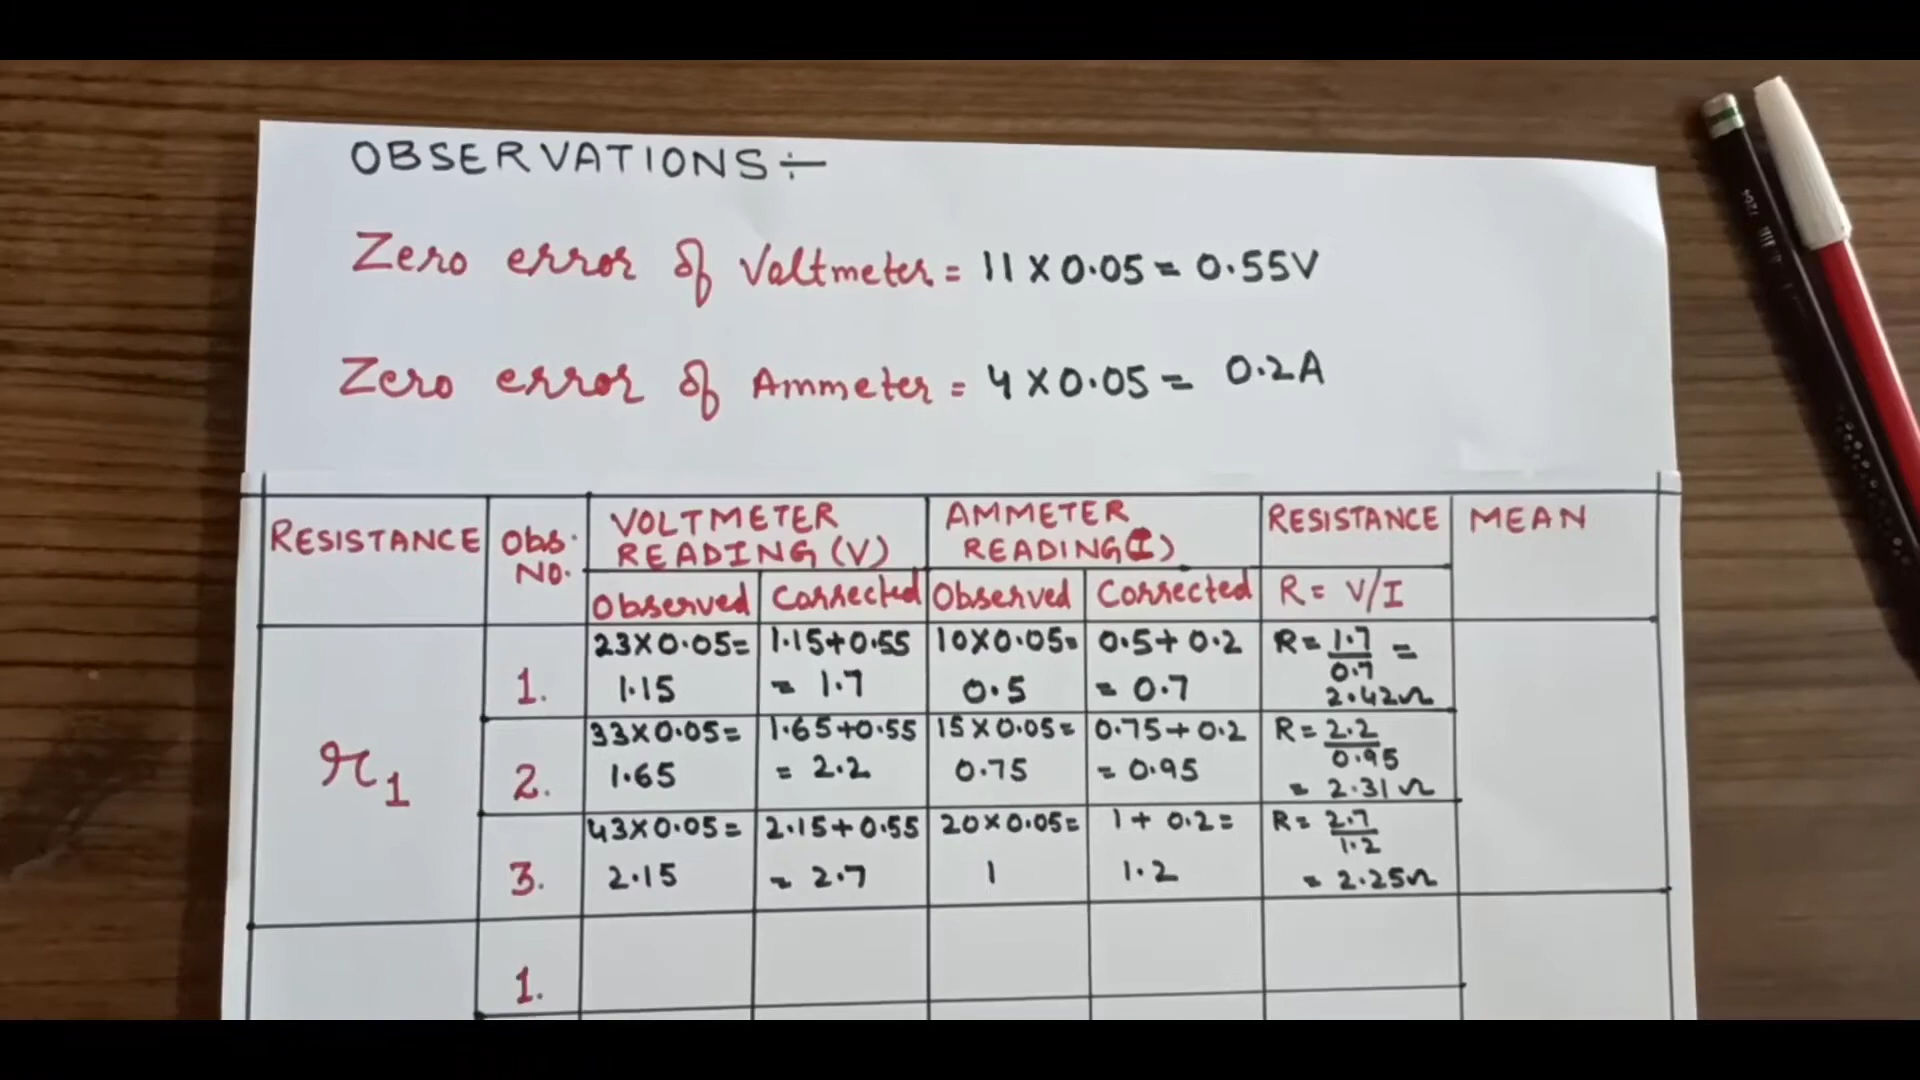 OBSERVATIONS ÷
Zero error of Voltmeter = 11 X 0.05 = 0.55V
Zero error of Ammeter = 4 X 0.05 = 0.2A
RESISTANCE
Obs.
NO.
VOLTMETER
READING (V)
AMMETER
READING (I)
RESISTANCE
MEAN
Observed
Corrected
Observed
Corrected
R = V/I
r1
1.
23X0.05=
1.15
1.15+0.55
= 1.7
10X0.05=
0.5
0.5+0.2
= 0.7
R = 1.7/0.7 =
2.42Ω
2.
33X0.05=
1.65
1.65+0.55
= 2.2
15X0.05=
0.75
0.75+0.2
= 0.95
R = 2.2/0.95
= 2.31Ω
3.
43X0.05=
2.15
2.15+0.55
= 2.7
20X0.05=
1
1+0.2=
1.2
R = 2.7/1.2
= 2.25Ω
1.